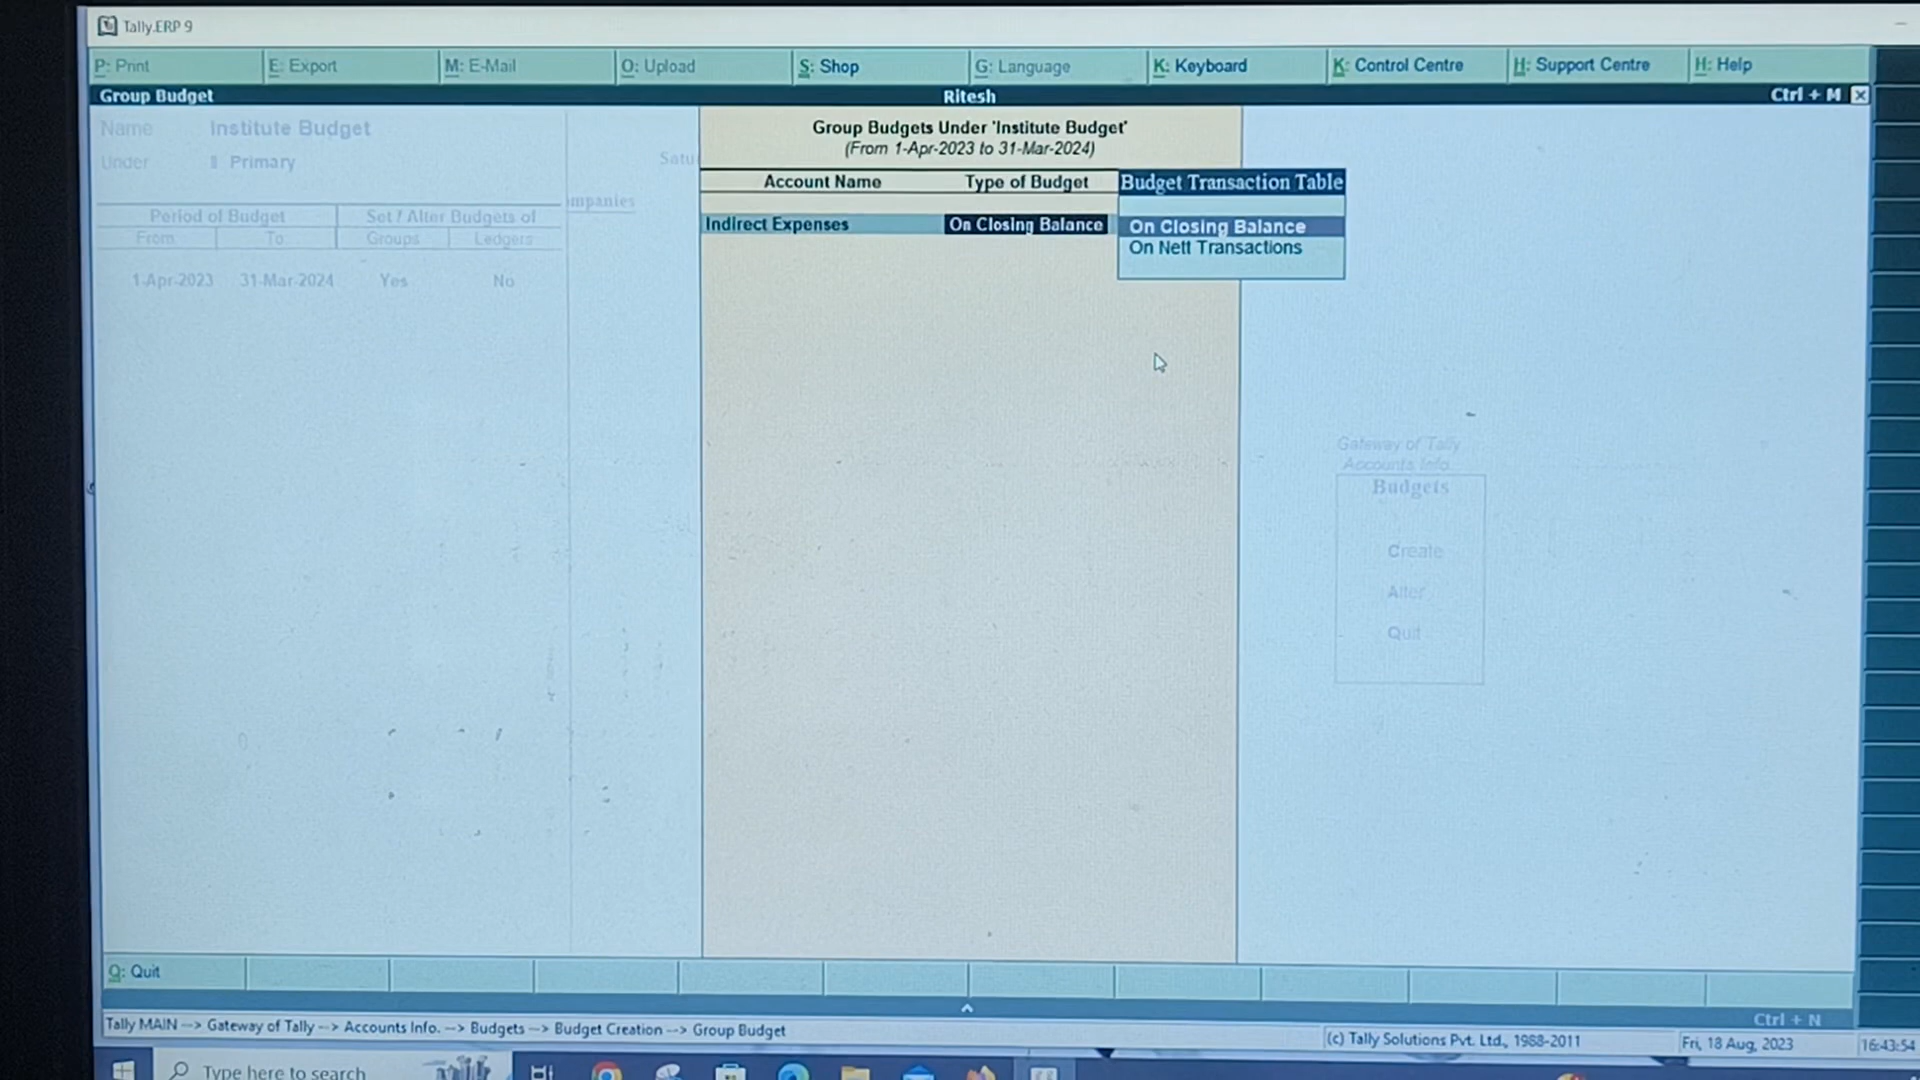 Tally.ERP 9
P: Print
E: Export
M: E-Mail
O: Upload
S: Shop
G: Language
K: Keyboard
K: Control Centre
H: Support Centre
H: Help
Group Budget
Ritesh
Ctrl + M
Name Institute Budget
Under Primary
Satu
mpanies
Period of Budget
Set / Alter Budgets of
From
To
Groups
Ledgers
1-Apr-2023
31-Mar-2024
Yes
No
Group Budgets Under 'Institute Budget'
(From 1-Apr-2023 to 31-Mar-2024)
Account Name
Type of Budget
Budget Transaction Table
Indirect Expenses
On Closing Balance
On Closing Balance
On Nett Transactions
Gateway of Tally
Accounts Info.
Budgets
Create
Alter
Quit
Q: Quit
Tally MAIN --> Gateway of Tally --> Accounts Info. --> Budgets --> Budget Creation --> Group Budget
Ctrl + N
(c) Tally Solutions Pvt. Ltd., 1988-2011
Fri, 18 Aug, 2023
16:43:54
Type here to search